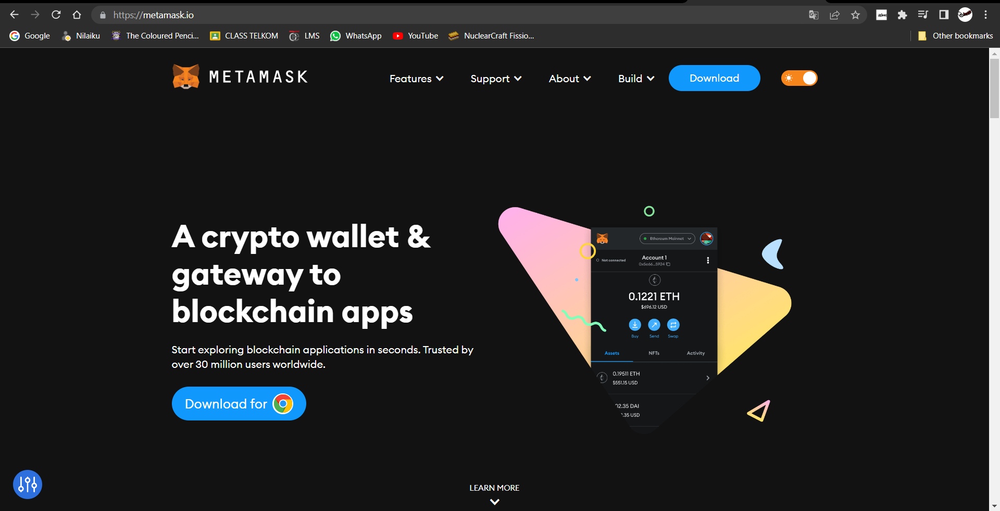 https://metamask.io
Google
Nilaiku
The Coloured Penci...
CLASS TELKOM
LMS
WhatsApp
YouTube
NuclearCraft Fissio...
Other bookmarks
METAMASK
Features
Support
About
Build
Download
A crypto wallet &
gateway to
blockchain apps
Start exploring blockchain applications in seconds. Trusted by
over 30 million users worldwide.
Download for
Ethereum Mainnet
Not connected
Account 1
0x5e66...5924
0.1221 ETH
$696.12 USD
Buy
Send
Swap
Assets
NFTs
Activity
0.19511 ETH
$551.15 USD
02.35 DAI
.35 USD
LEARN MORE